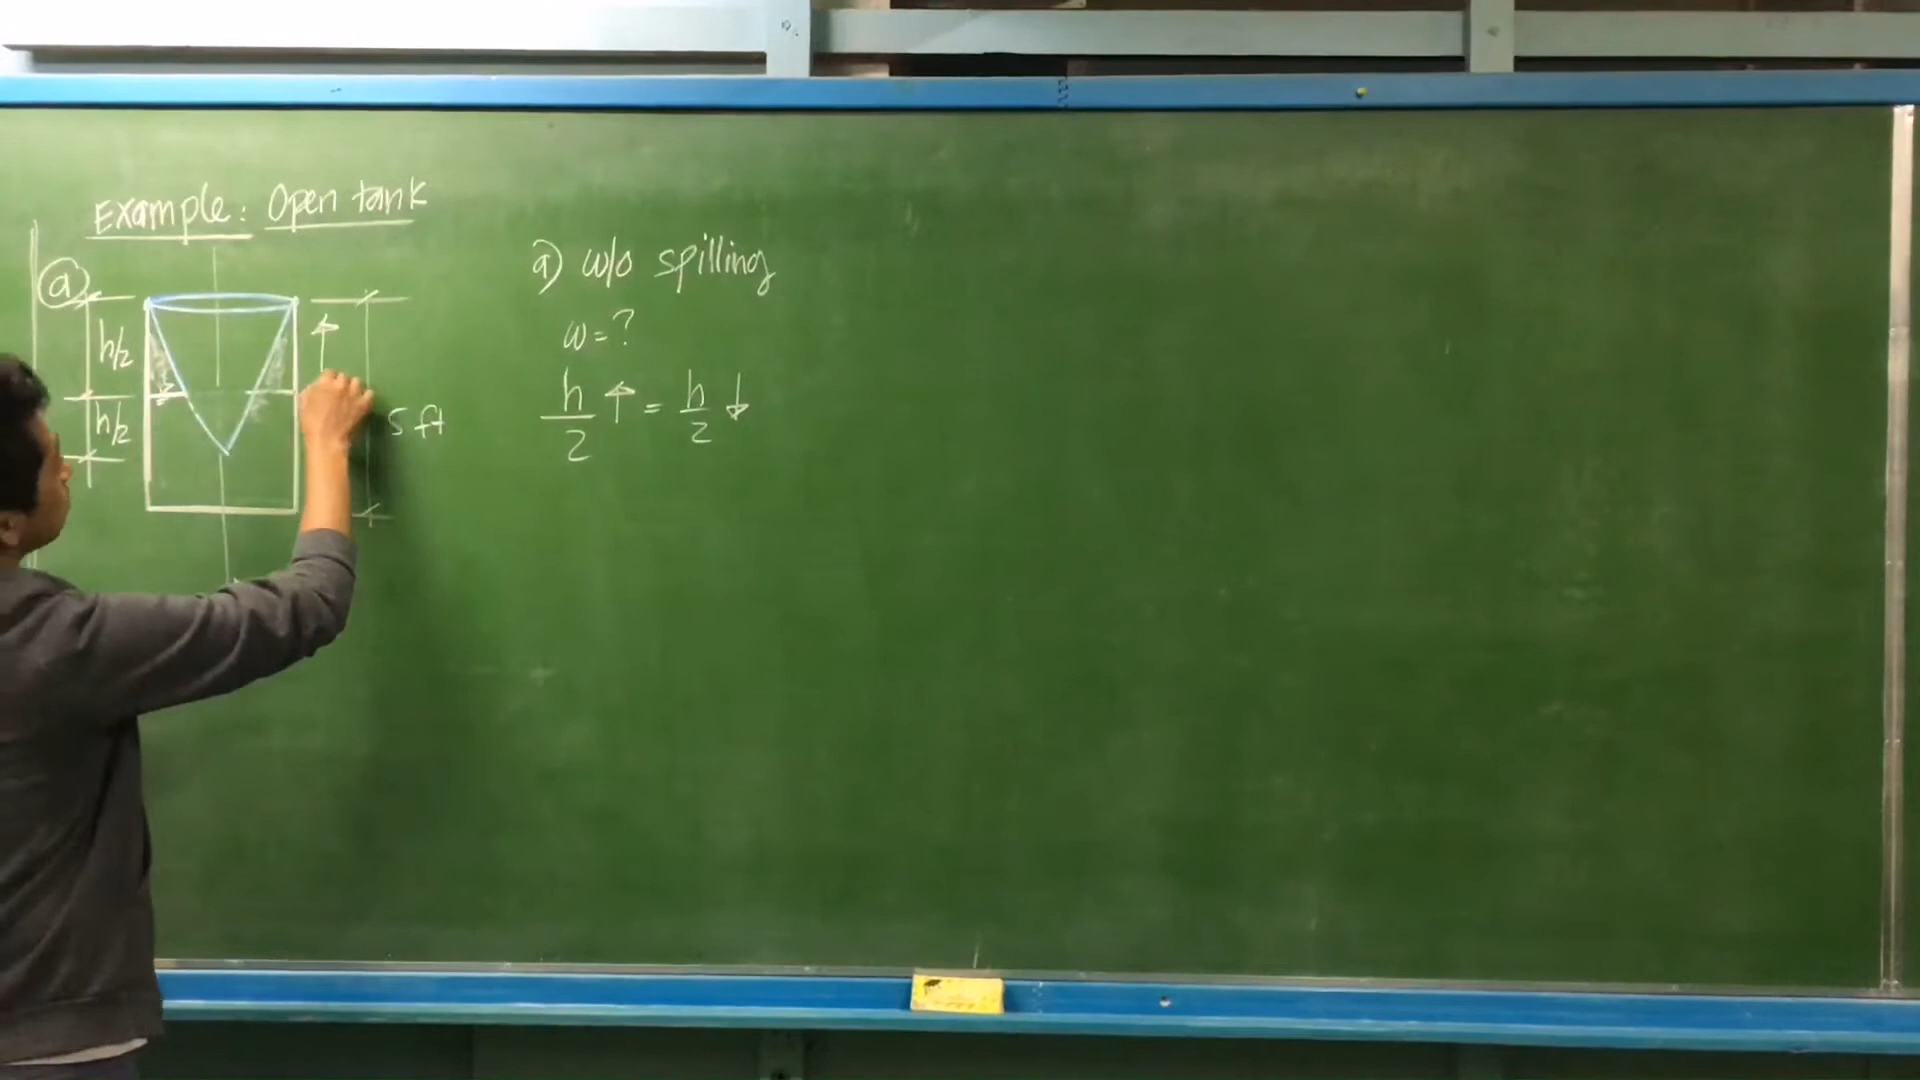 Example: Open tank
a
h/2
h/2
5 ft
a) w/o spilling
ω = ?
h/2 ↑ = h/2 ↓